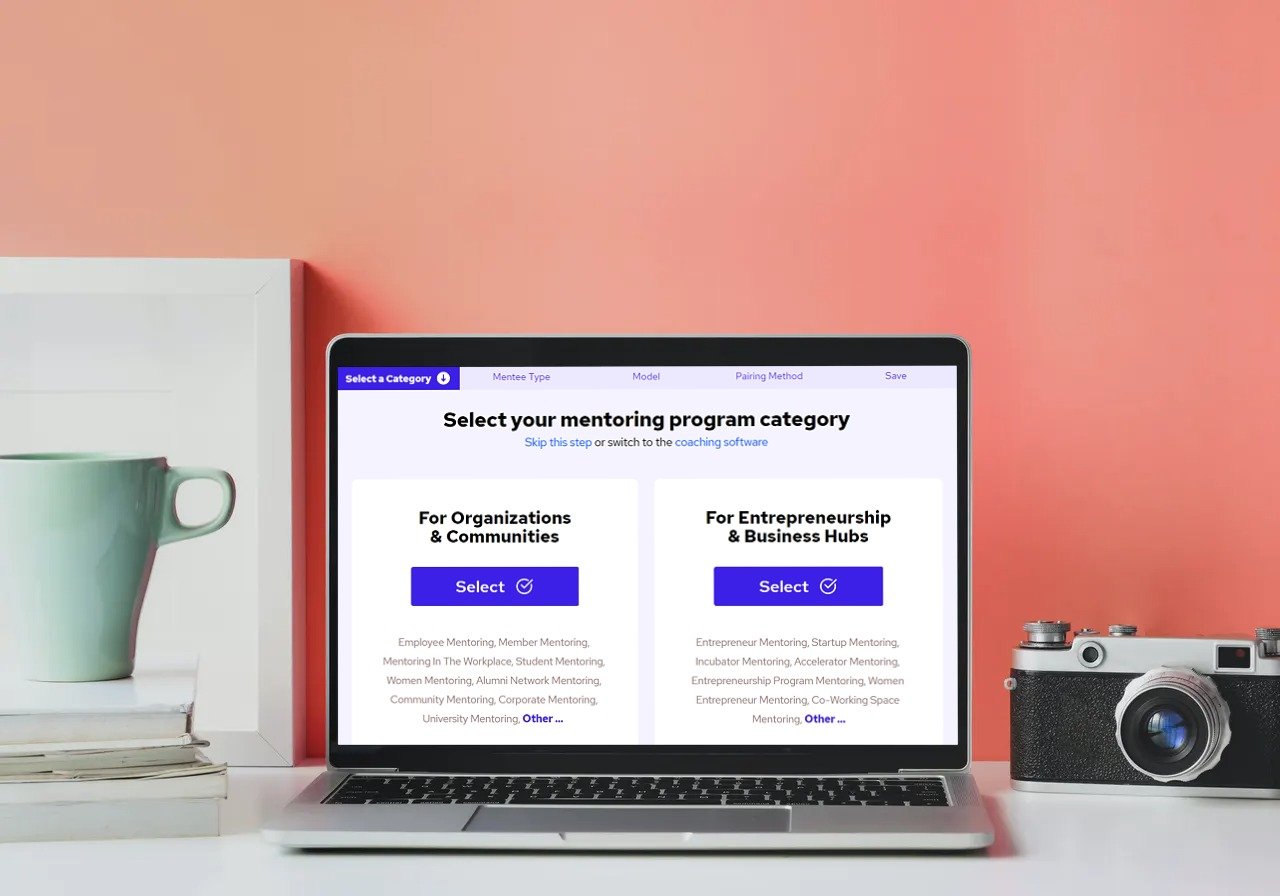 Select a Category
Mentee Type
Model
Pairing Method
Save
Select your mentoring program category
Skip this step or switch to the coaching software
For Organizations
& Communities
Select
Employee Mentoring, Member Mentoring,
Mentoring In The Workplace, Student Mentoring,
Women Mentoring, Alumni Network Mentoring,
Community Mentoring, Corporate Mentoring,
University Mentoring, Other ...
For Entrepreneurship
& Business Hubs
Select
Entrepreneur Mentoring, Startup Mentoring,
Incubator Mentoring, Accelerator Mentoring,
Entrepreneurship Program Mentoring, Women
Entrepreneur Mentoring, Co-Working Space
Mentoring, Other ...